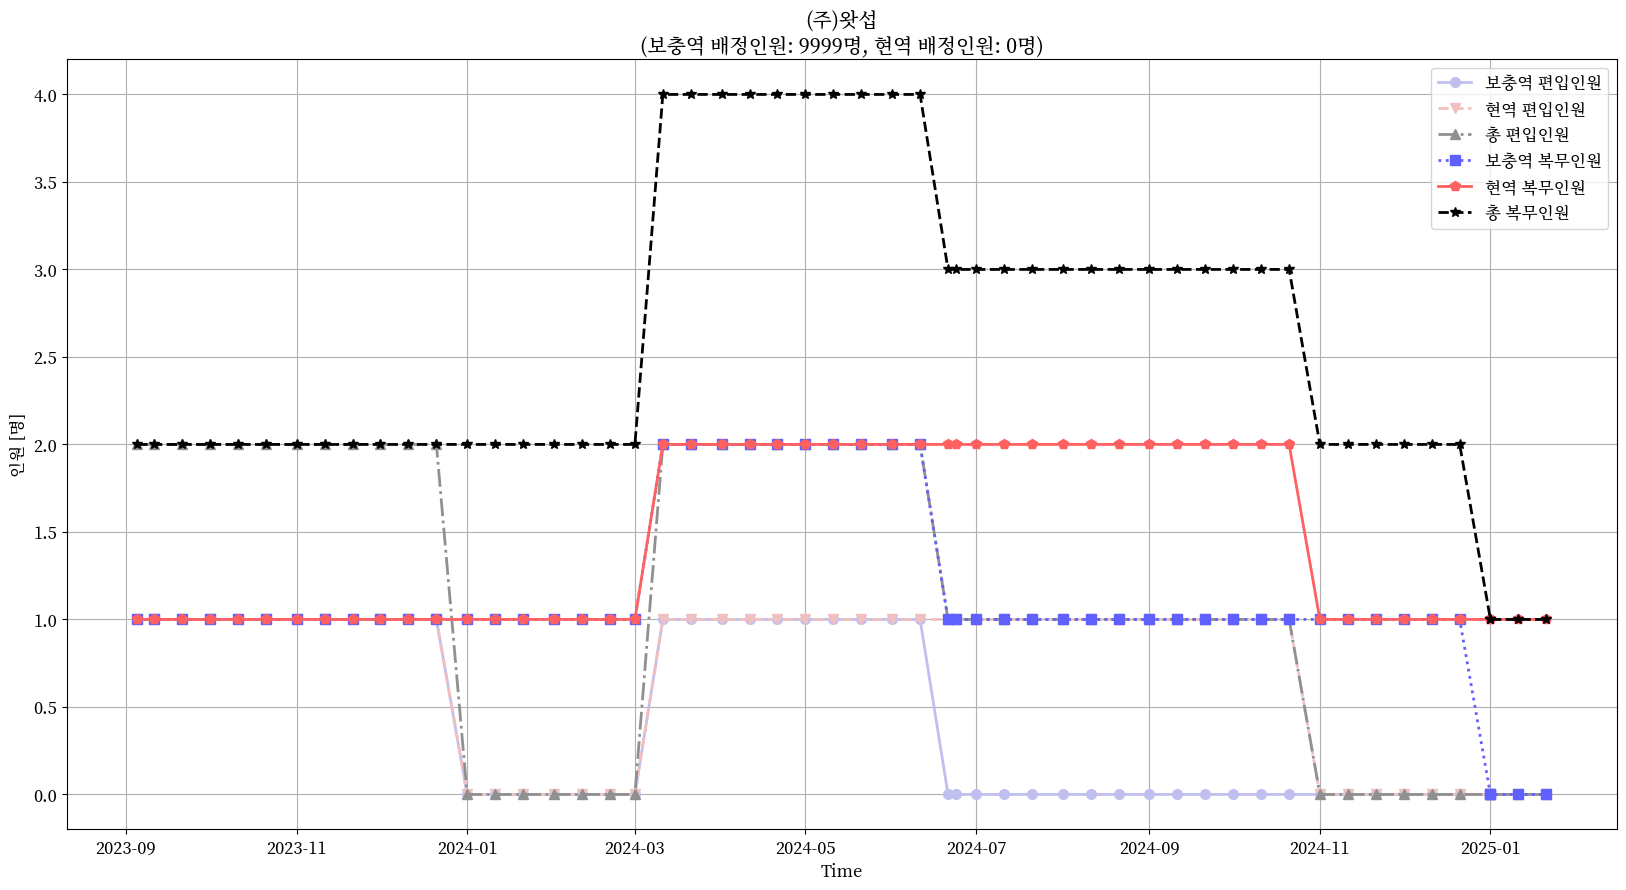 (주)왓섭
(보충역 배정인원: 9999명, 현역 배정인원: 0명)
보충역 편입인원
현역 편입인원
총 편입인원
보충역 복무인원
현역 복무인원
총 복무인원
인원 [명]
4.0
3.5
3.0
2.5
2.0
1.5
1.0
0.5
0.0
2023-09
2023-11
2024-01
2024-03
2024-05
2024-07
2024-09
2024-11
2025-01
Time